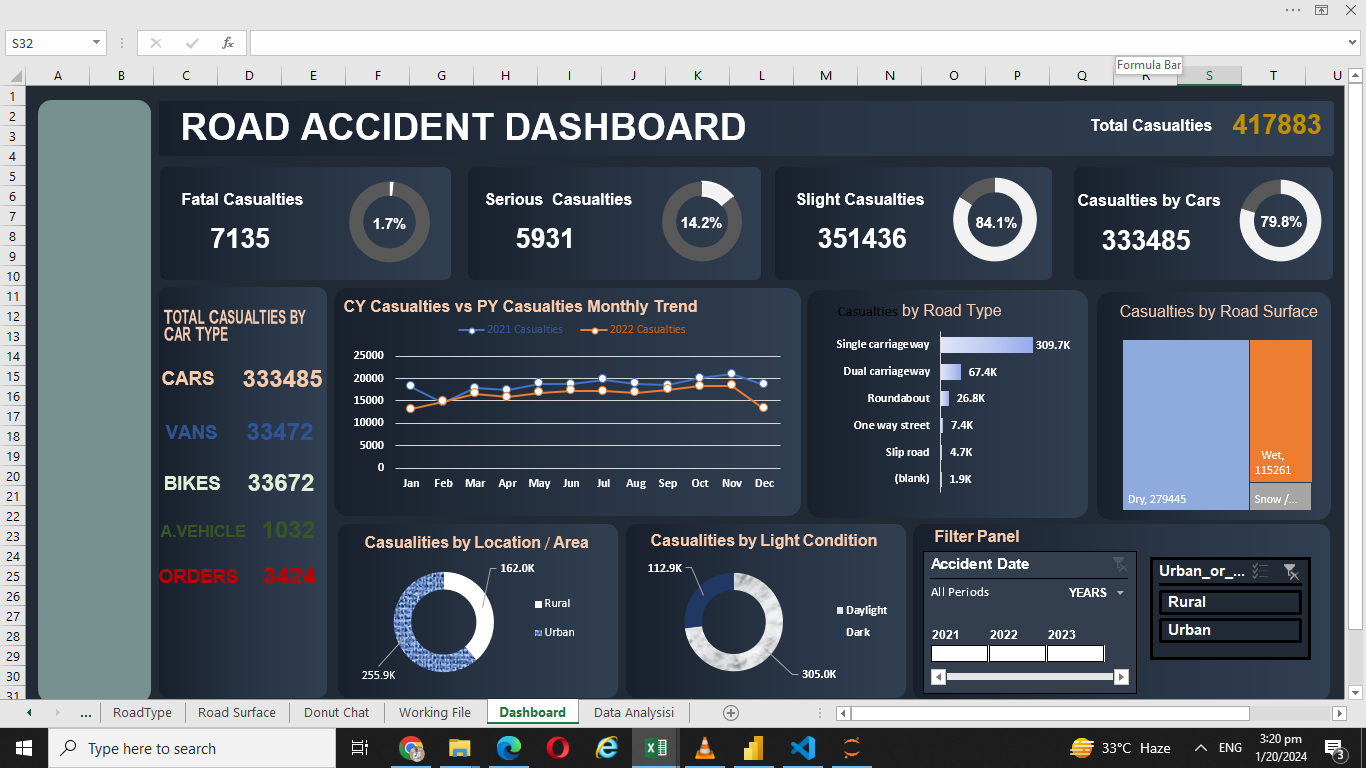 S32
fx
Formula Bar
A B C D E F G H I J K L M N O P Q R S T U
1
2
3
4
5
6
7
8
9
10
11
12
13
14
15
16
17
18
19
20
21
22
23
24
25
26
27
28
29
30
31
ROAD ACCIDENT DASHBOARD
Total Casualties 417883
Fatal Casualties
7135
1.7%
Serious Casualties
5931
14.2%
Slight Casualties
351436
84.1%
Casualties by Cars
333485
79.8%
TOTAL CASUALTIES BY
CAR TYPE
CARS 333485
VANS 33472
BIKES 33672
A.VEHICLE 1032
ORDERS 3424
CY Casualties vs PY Casualties Monthly Trend
2021 Casualties 2022 Casualties
25000
20000
15000
10000
5000
0
Jan Feb Mar Apr May Jun Jul Aug Sep Oct Nov Dec
Casualties by Road Type
Single carriageway 309.7K
Dual carriageway 67.4K
Roundabout 26.8K
One way street 7.4K
Slip road 4.7K
(blank) 1.9K
Casualties by Road Surface
Wet,
115261
Dry, 279445
Snow /...
Casualities by Location / Area
162.0K
Rural
Urban
255.9K
Casualities by Light Condition
112.9K
Daylight
Dark
305.0K
Filter Panel
Accident Date
All Periods YEARS
2021 2022 2023
Urban_or_...
Rural
Urban
... RoadType Road Surface Donut Chat Working File Dashboard Data Analysisi
Type here to search
33°C Haze
ENG
3:20 pm
1/20/2024
3